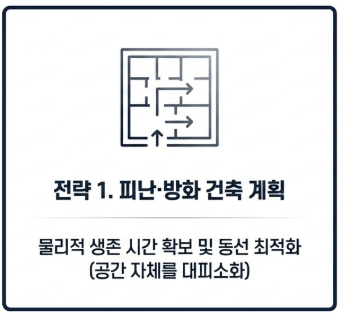 전략 1. 피난·방화 건축 계획
물리적 생존 시간 확보 및 동선 최적화
(공간 자체를 대피소화)